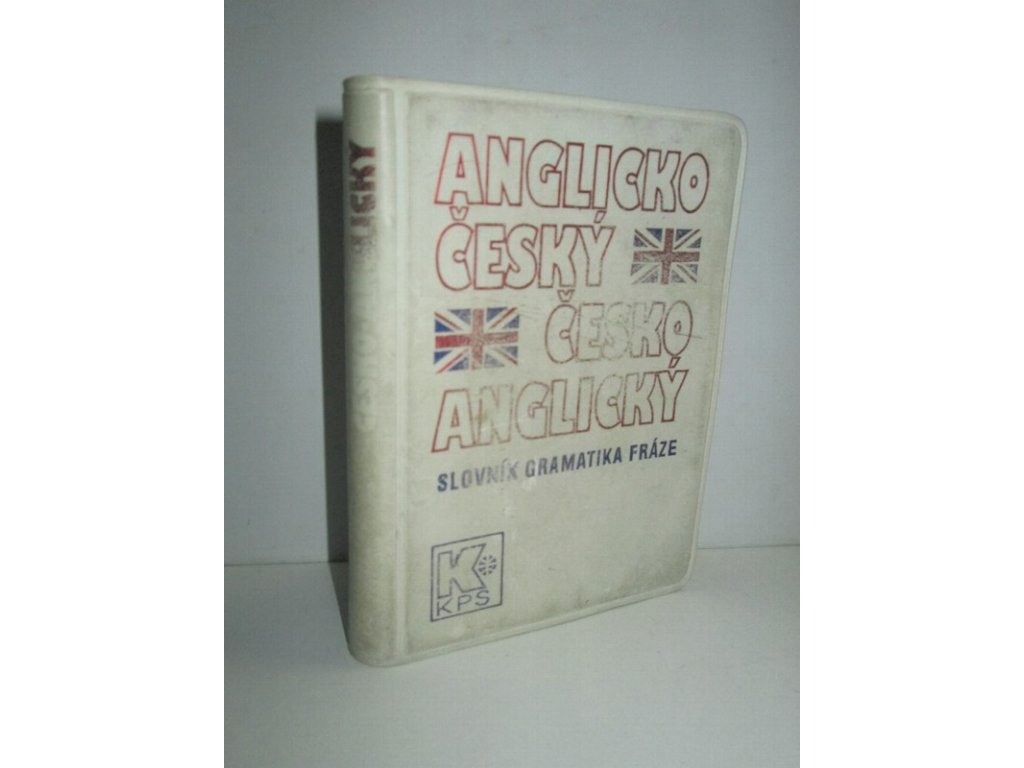 ANGLICKO
ČESKÝ
ČESKO
ANGLICKÝ
SLOVNÍK GRAMATIKA FRÁZE
K
KPS